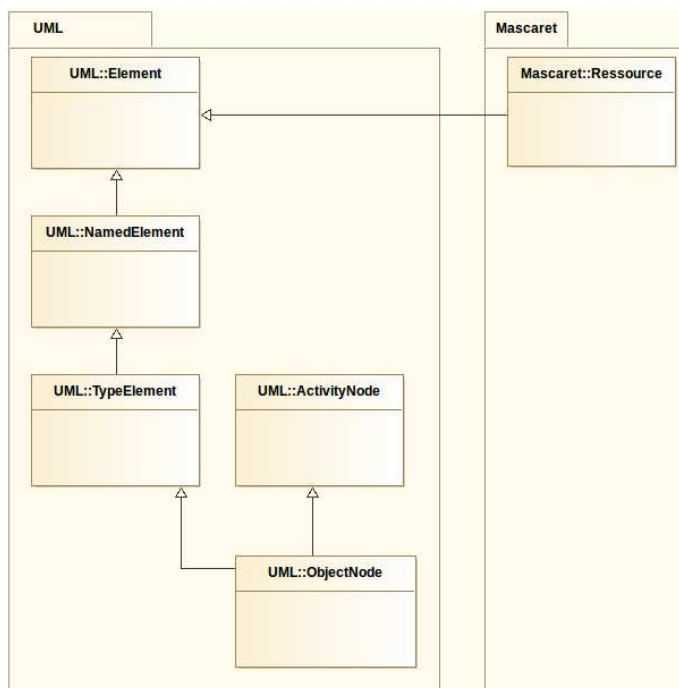 UML
Mascaret
UML::Element
Mascaret::Ressource
UML::NamedElement
UML::TypeElement
UML::ActivityNode
UML::ObjectNode